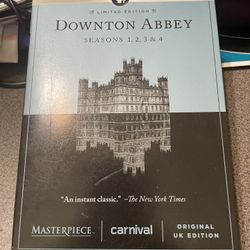 LIMITED EDITION
DOWNTON ABBEY
SEASONS 1, 2, 3 & 4
“An instant classic.” –The New York Times
MASTERPIECE
carnival
ORIGINAL
UK EDITION